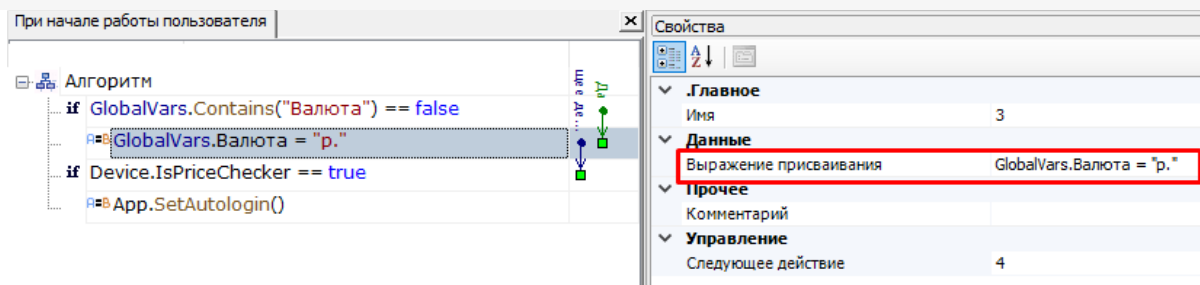 При начале работы пользователя
Алгоритм
if GlobalVars.Contains("Валюта") == false
A=B GlobalVars.Валюта = "р."
if Device.IsPriceChecker == true
A=B App.SetAutologin()
Да
Свойства
.Главное
Имя 3
Данные
Выражение присваивания GlobalVars.Валюта = "р."
Прочее
Комментарий
Управление
Следующее действие 4